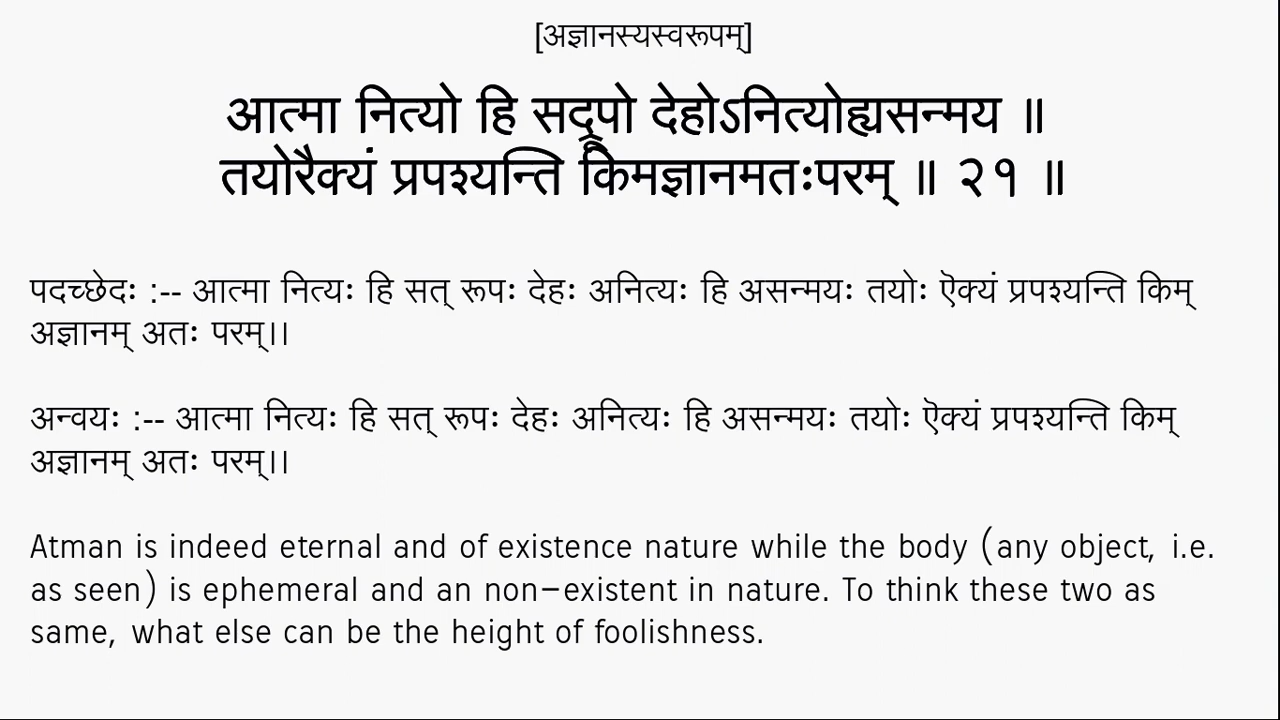 [अज्ञानस्यस्वरूपम्]
आत्मा नित्यो हि सद्रूपो देहोऽनित्योह्यसन्मय ॥
तयोरैक्यं प्रपश्यन्ति किमज्ञानमतःपरम् ॥ २१ ॥
पदच्छेदः :-- आत्मा नित्यः हि सत् रूपः देहः अनित्यः हि असन्मयः तयोः ऎक्यं प्रपश्यन्ति किम्
अज्ञानम् अतः परम्।।
अन्वयः :-- आत्मा नित्यः हि सत् रूपः देहः अनित्यः हि असन्मयः तयोः ऎक्यं प्रपश्यन्ति किम्
अज्ञानम् अतः परम्।।
Atman is indeed eternal and of existence nature while the body (any object, i.e.
as seen) is ephemeral and an non-existent in nature. To think these two as
same, what else can be the height of foolishness.